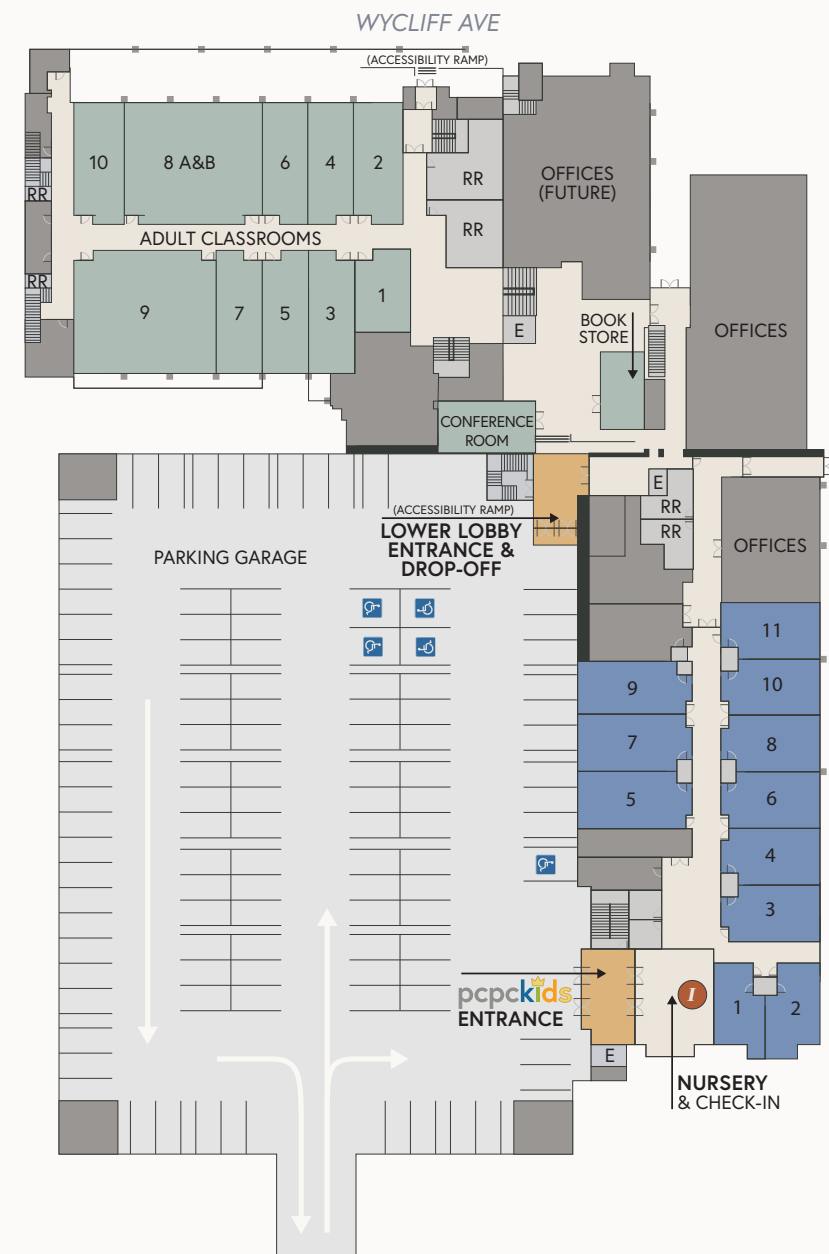 WYCLIFF AVE
(ACCESSIBILITY RAMP)
10
8 A&B
6
4
2
RR
RR
RR
OFFICES
(FUTURE)
ADULT CLASSROOMS
RR
9
7
5
3
1
E
BOOK
STORE
OFFICES
CONFERENCE
ROOM
E
RR
RR
(ACCESSIBILITY RAMP)
LOWER LOBBY
ENTRANCE &
DROP-OFF
OFFICES
PARKING GARAGE
11
9
10
7
8
5
6
4
3
pcpckids
ENTRANCE
I
1
2
E
NURSERY
& CHECK-IN